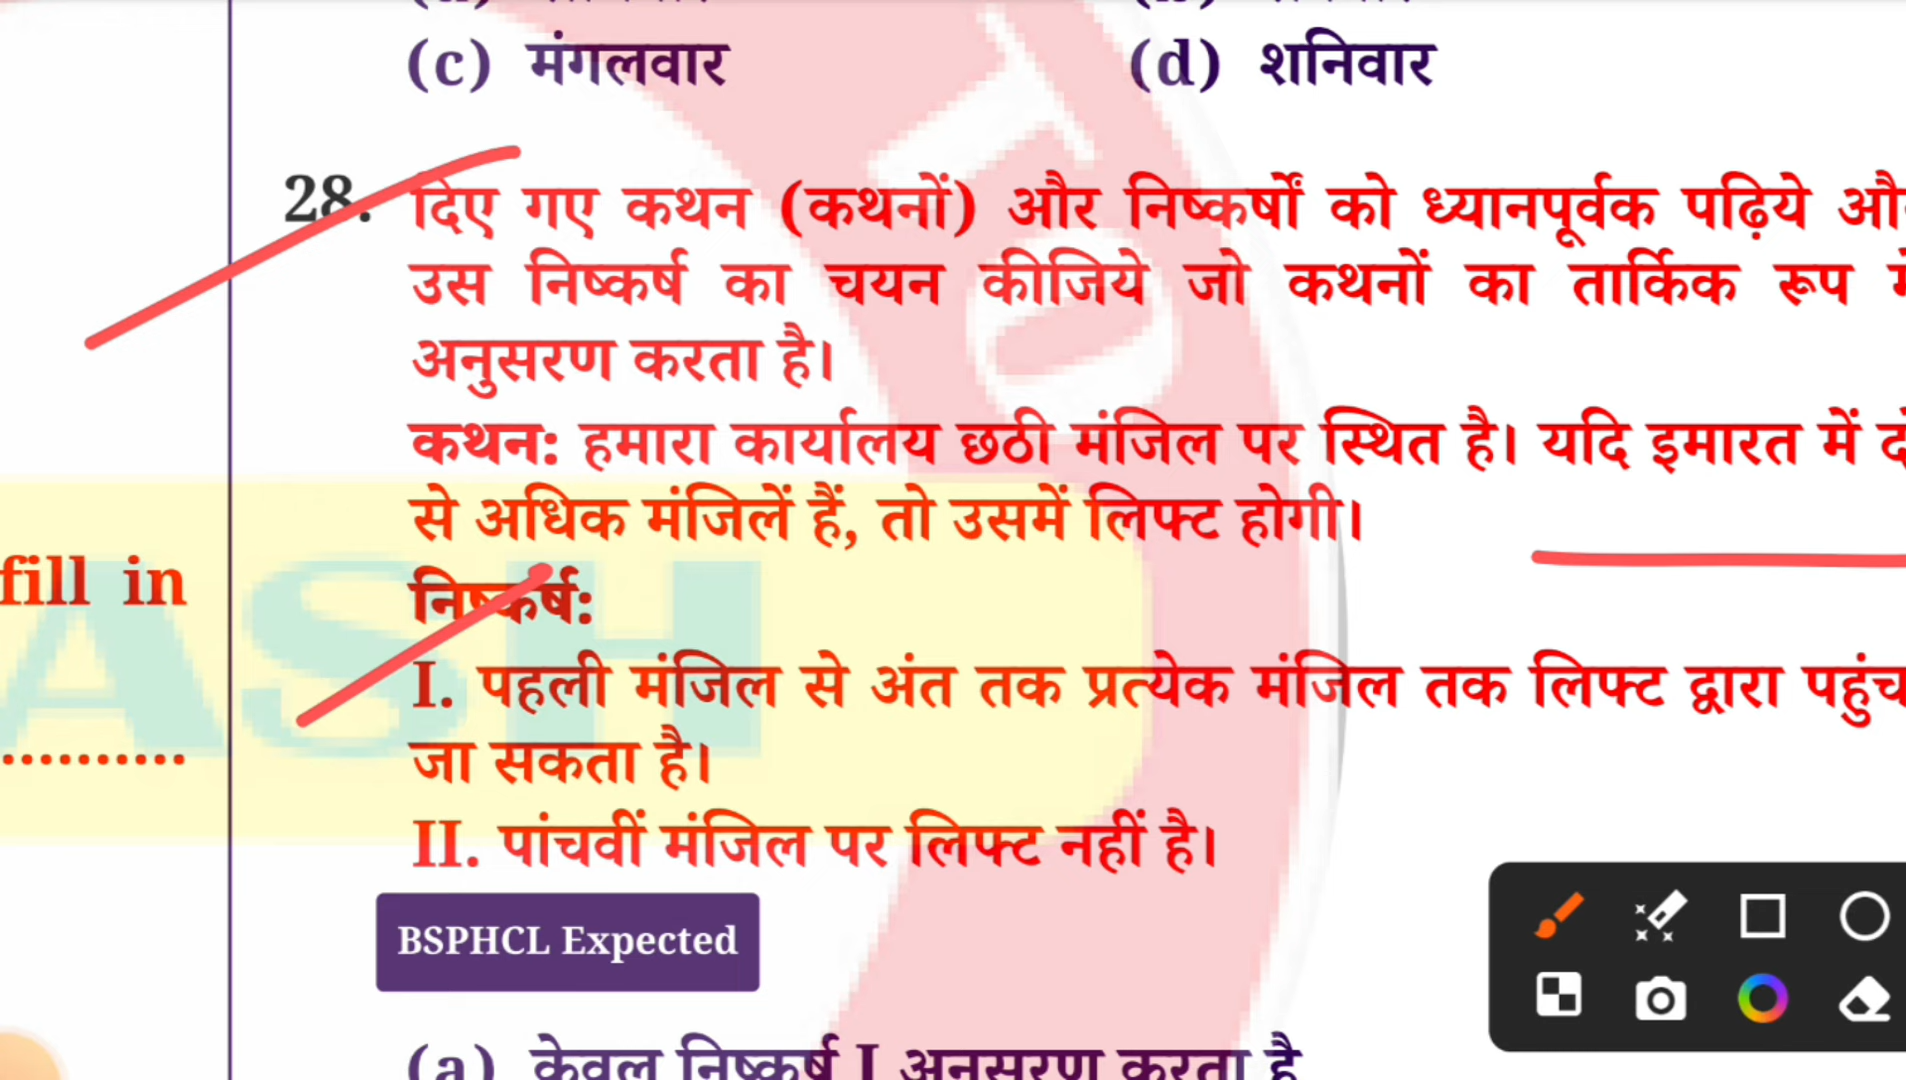 (c) मंगलवार (d) शनिवार
28. दिए गए कथन (कथनों) और निष्कर्षों को ध्यानपूर्वक पढ़िये
उस निष्कर्ष का चयन कीजिये जो कथनों का तार्किक रूप
अनुसरण करता है।
कथन: हमारा कार्यालय छठी मंजिल पर स्थित है। यदि इमारत में
से अधिक मंजिलें हैं, तो उसमें लिफ्ट होगी।
fill in
निष्कर्ष:
I. पहली मंजिल से अंत तक प्रत्येक मंजिल तक लिफ्ट द्वारा
..........
जा सकता है।
II. पांचवीं मंजिल पर लिफ्ट नहीं है।
BSPHCL Expected
(a) केवल निष्कर्ष I अनुसरण करता है
ASH